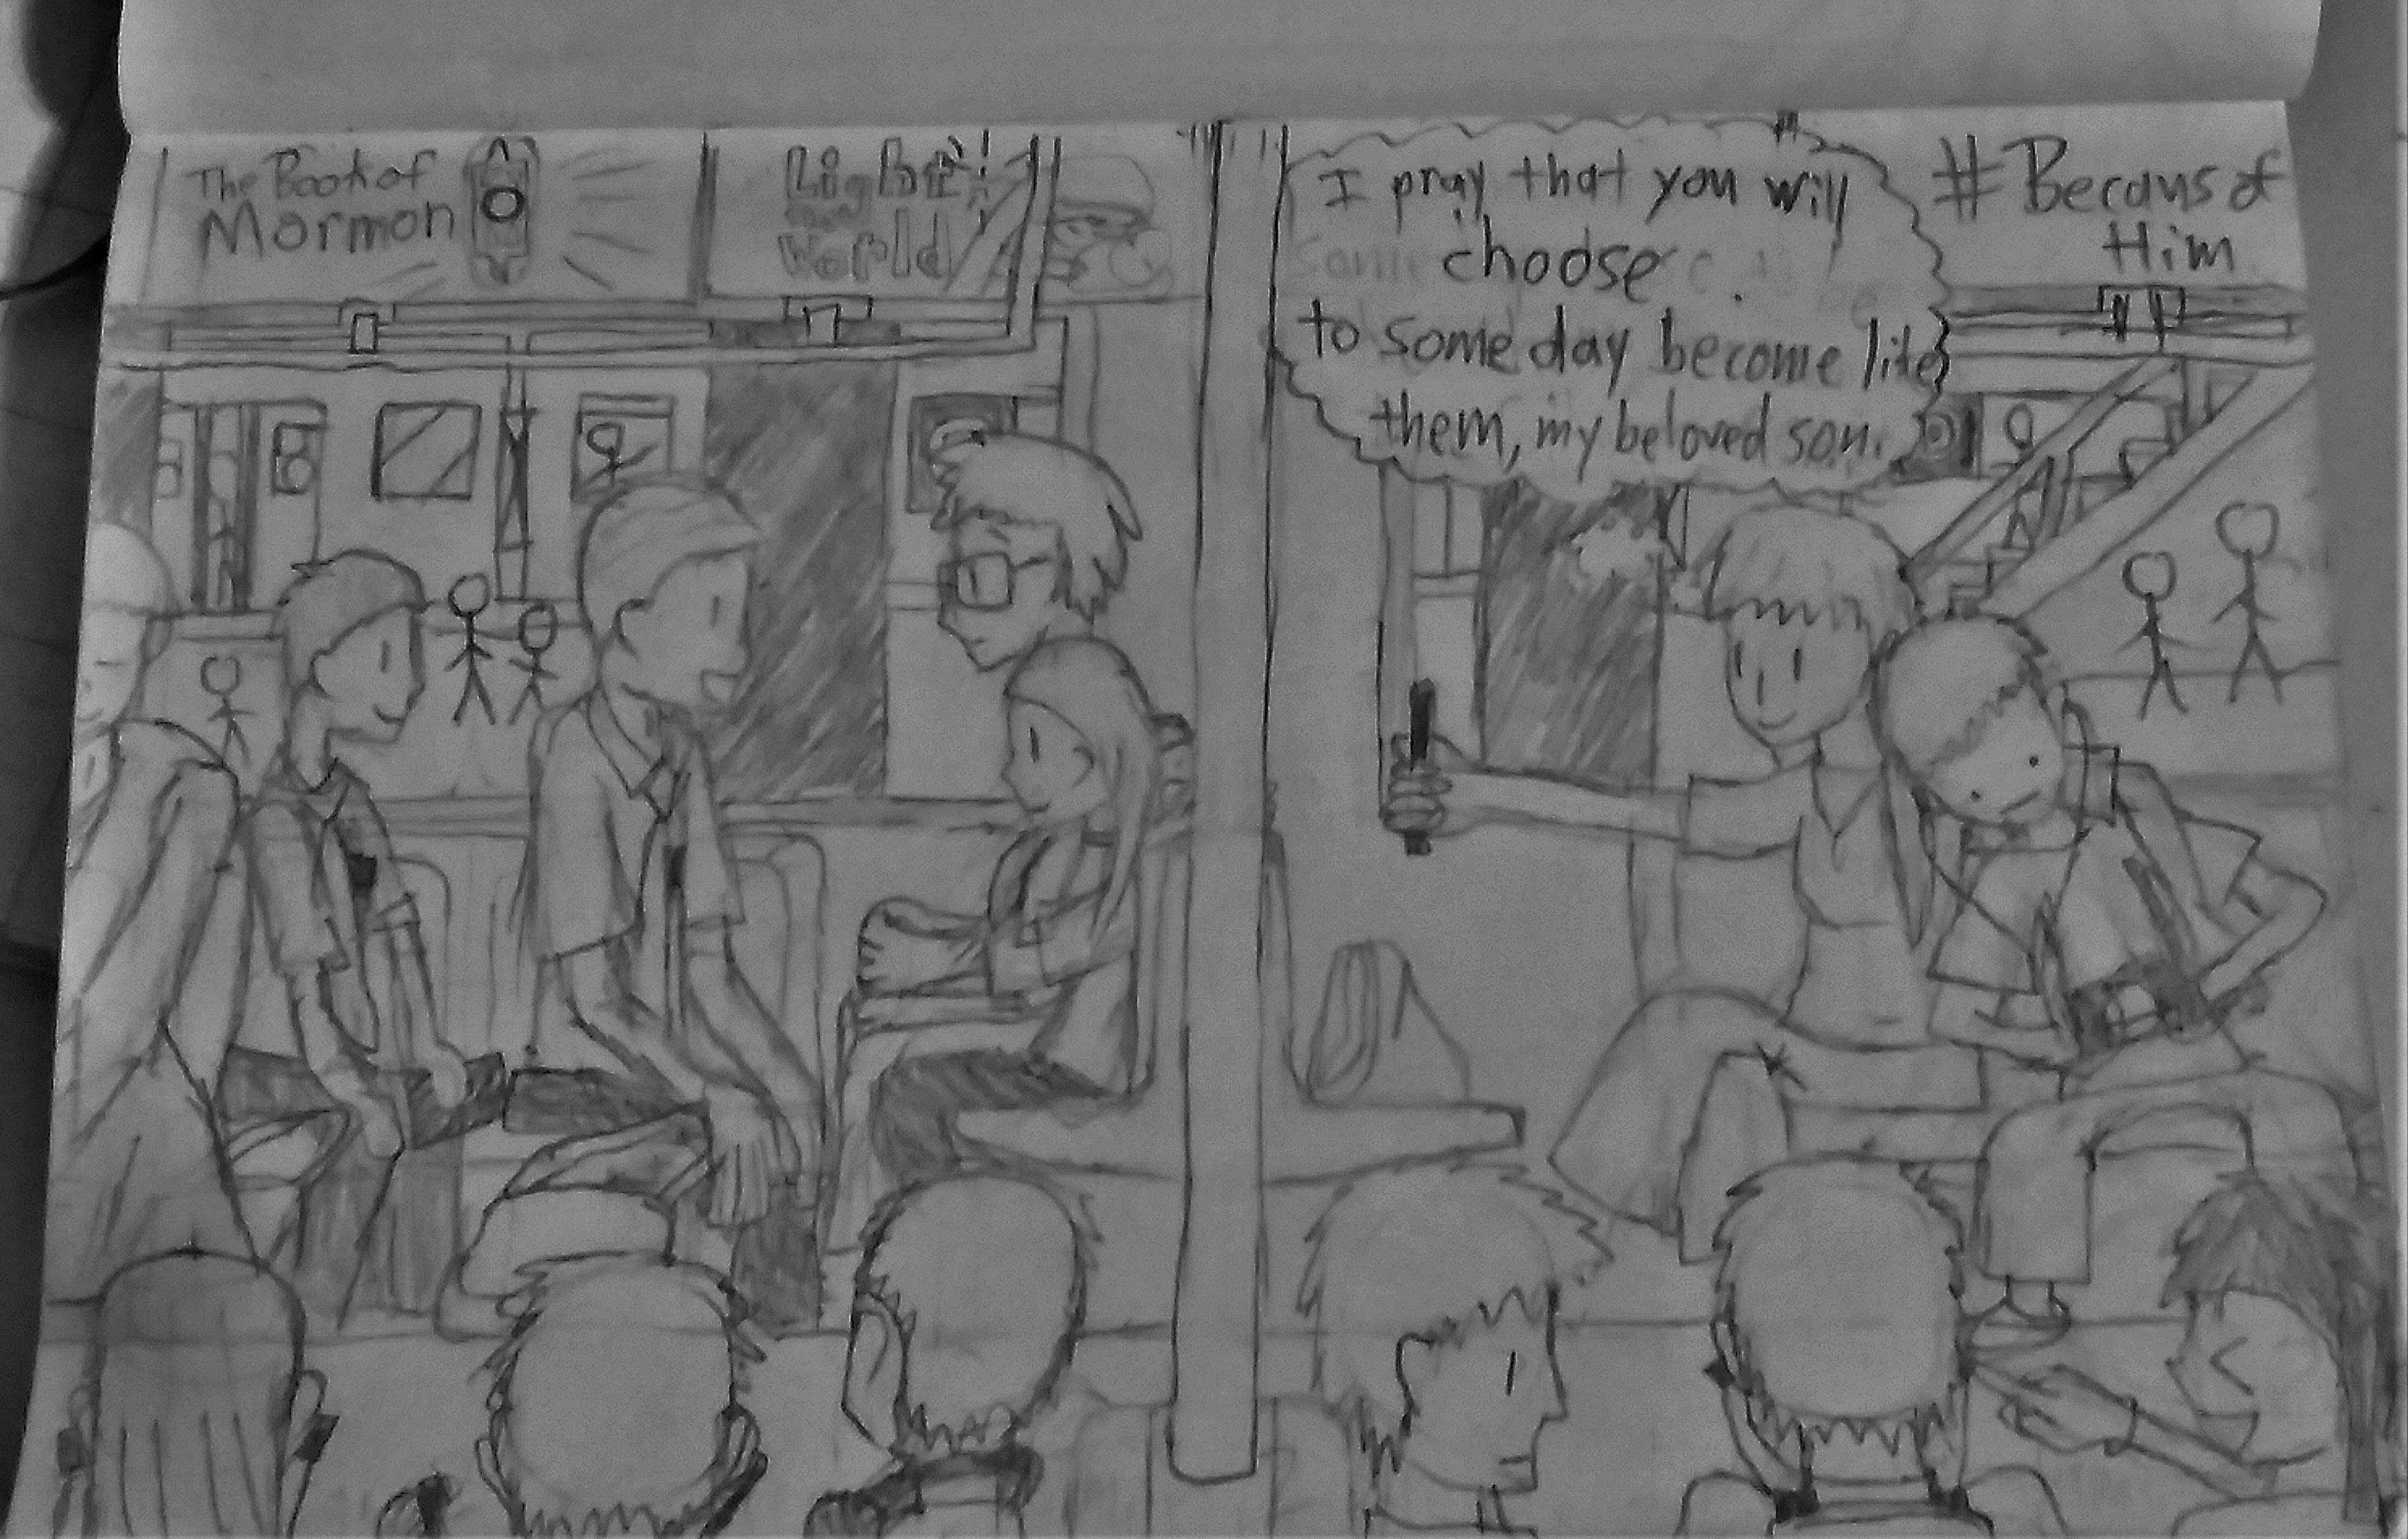 The Book of
Mormon
Light
World
I pray that you will
choose
to some day become like
them, my beloved son.
# Becaus of
Him